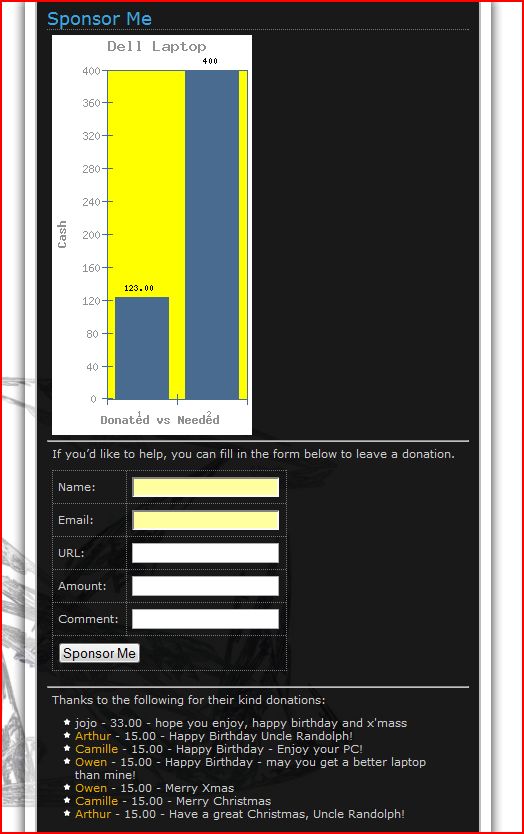 Sponsor Me
Dell Laptop
400
400
360
320
280
240
200
160
123.00
120
80
40
0
Cash
1 2
Donated vs Needed
If you’d like to help, you can fill in the form below to leave a donation.
Name:
Email:
URL:
Amount:
Comment:
Sponsor Me
Thanks to the following for their kind donations:
jojo - 33.00 - hope you enjoy, happy birthday and x'mass
Arthur - 15.00 - Happy Birthday Uncle Randolph!
Camille - 15.00 - Happy Birthday - Enjoy your PC!
Owen - 15.00 - Happy Birthday - may you get a better laptop
than mine!
Owen - 15.00 - Merry Xmas
Camille - 15.00 - Merry Christmas
Arthur - 15.00 - Have a great Christmas, Uncle Randolph!